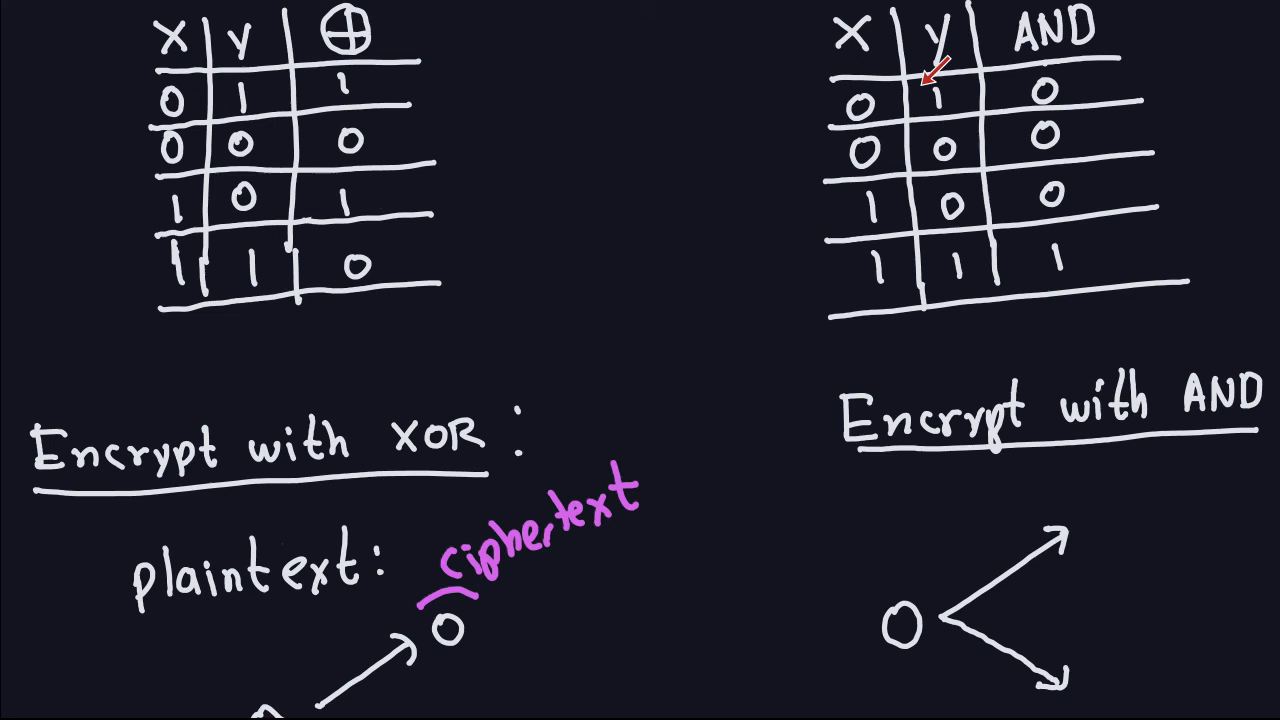 X Y ⊕
0 1 1
0 0 0
1 0 1
1 1 0
X Y AND
0 1 0
0 0 0
1 0 0
1 1 1
Encrypt with XOR :
plaintext:
ciphertext
0
Encrypt with AND
0